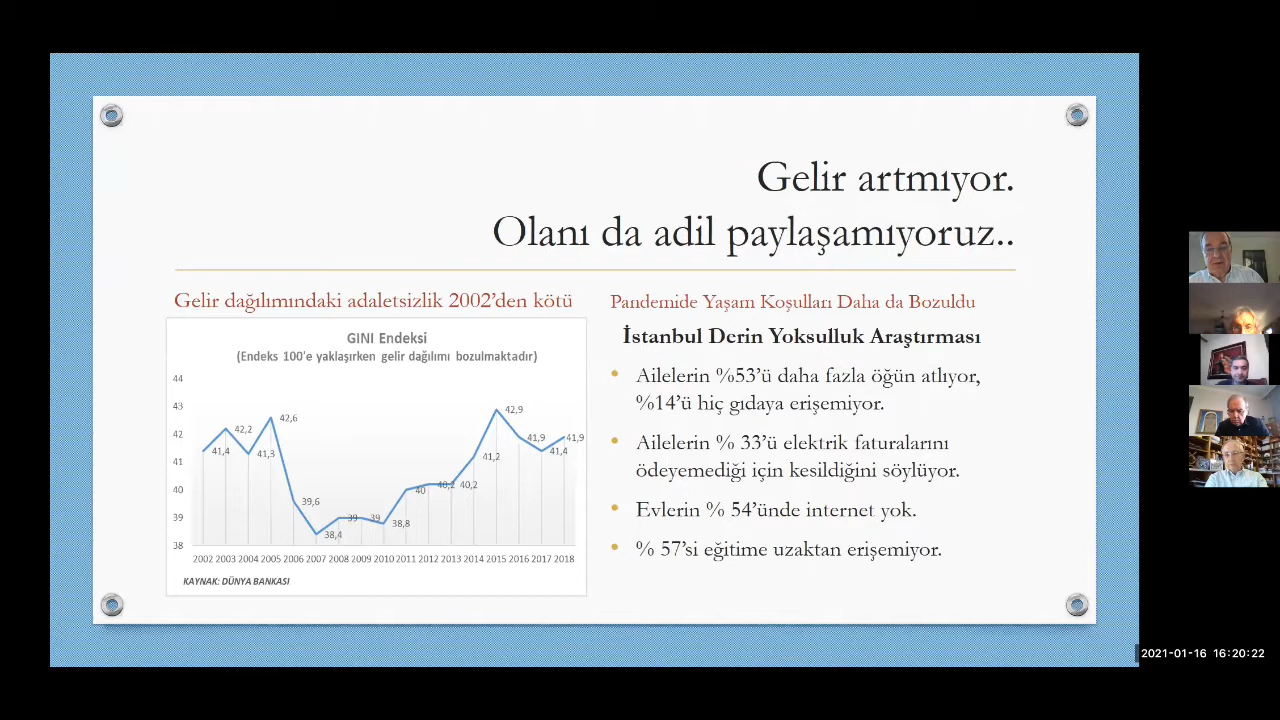 Gelir artmıyor.
Olanı da adil paylaşamıyoruz..
Gelir dağılımındaki adaletsizlik 2002’den kötü
GINI Endeksi
(Endeks 100'e yaklaşırken gelir dağılımı bozulmaktadır)
44
43
42
41
40
39
38
41,4
42,2
41,3
42,6
39,6
38,4
39
39
38,8
40
40,2
40,2
41,2
42,9
41,9
41,4
41,9
2002 2003 2004 2005 2006 2007 2008 2009 2010 2011 2012 2013 2014 2015 2016 2017 2018
KAYNAK: DÜNYA BANKASI
Pandemide Yaşam Koşulları Daha da Bozuldu
İstanbul Derin Yoksulluk Araştırması
• Ailelerin %53’ü daha fazla öğün atlıyor,
%14’ü hiç gıdaya erişemiyor.
• Ailelerin % 33’ü elektrik faturalarını
ödeyemediği için kesildiğini söylüyor.
• Evlerin % 54’ünde internet yok.
• % 57’si eğitime uzaktan erişemiyor.
2021-01-16 16:20:22